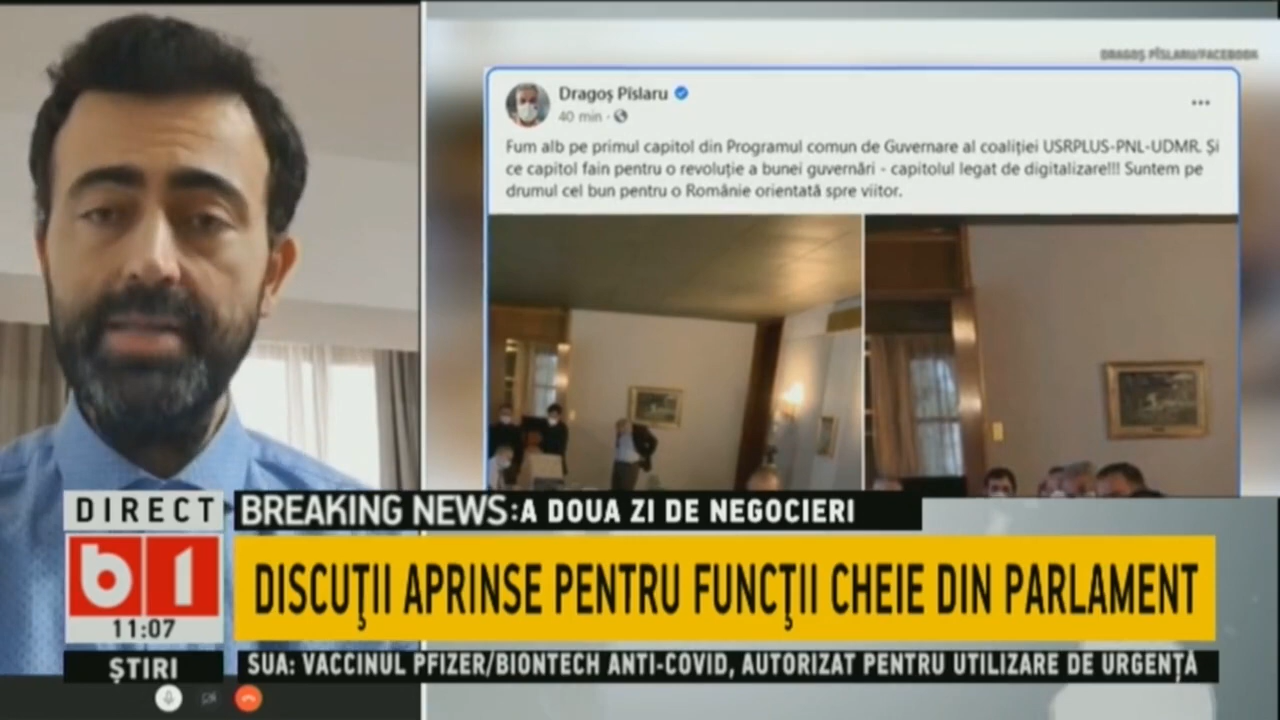 DRAGOȘ PÎSLARU/FACEBOOK
Dragoș Pîslaru
40 min
Fum alb pe primul capitol din Programul comun de Guvernare al coaliției USRPLUS-PNL-UDMR. Și
ce capitol fain pentru o revoluție a bunei guvernări - capitolul legat de digitalizare!!! Suntem pe
drumul cel bun pentru o Românie orientată spre viitor.
DIRECT
BREAKING NEWS: A DOUA ZI DE NEGOCIERI
b1
DISCUŢII APRINSE PENTRU FUNCŢII CHEIE DIN PARLAMENT
11:07
ȘTIRI
SUA: VACCINUL PFIZER/BIONTECH ANTI-COVID, AUTORIZAT PENTRU UTILIZARE DE URGENȚĂ